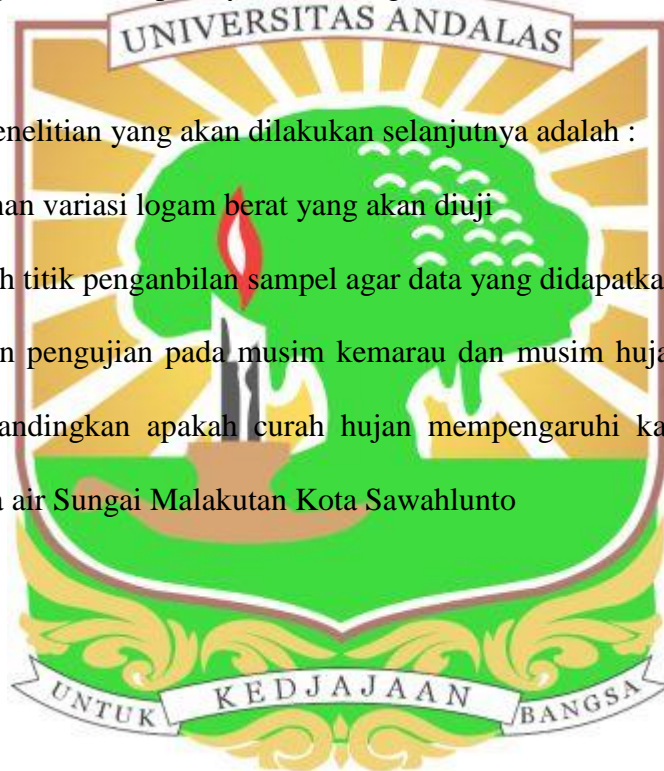 UNIVERSITAS ANDALAS
enelitian yang akan dilakukan selanjutnya adalah :
an variasi logam berat yang akan diuji
h titik penganbilan sampel agar data yang didapatka
n pengujian pada musim kemarau dan musim huja
andingkan apakah curah hujan mempengaruhi ka
a air Sungai Malakutan Kota Sawahlunto
UNTUK KEDJAJAAN BANGSA